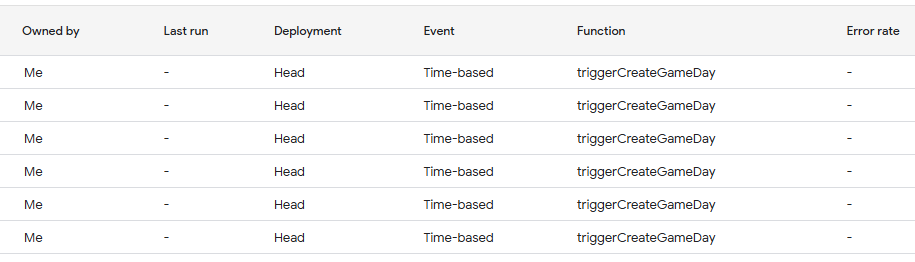 Owned by Last run Deployment Event Function Error rate
Me - Head Time-based triggerCreateGameDay -
Me - Head Time-based triggerCreateGameDay -
Me - Head Time-based triggerCreateGameDay -
Me - Head Time-based triggerCreateGameDay -
Me - Head Time-based triggerCreateGameDay -
Me - Head Time-based triggerCreateGameDay -